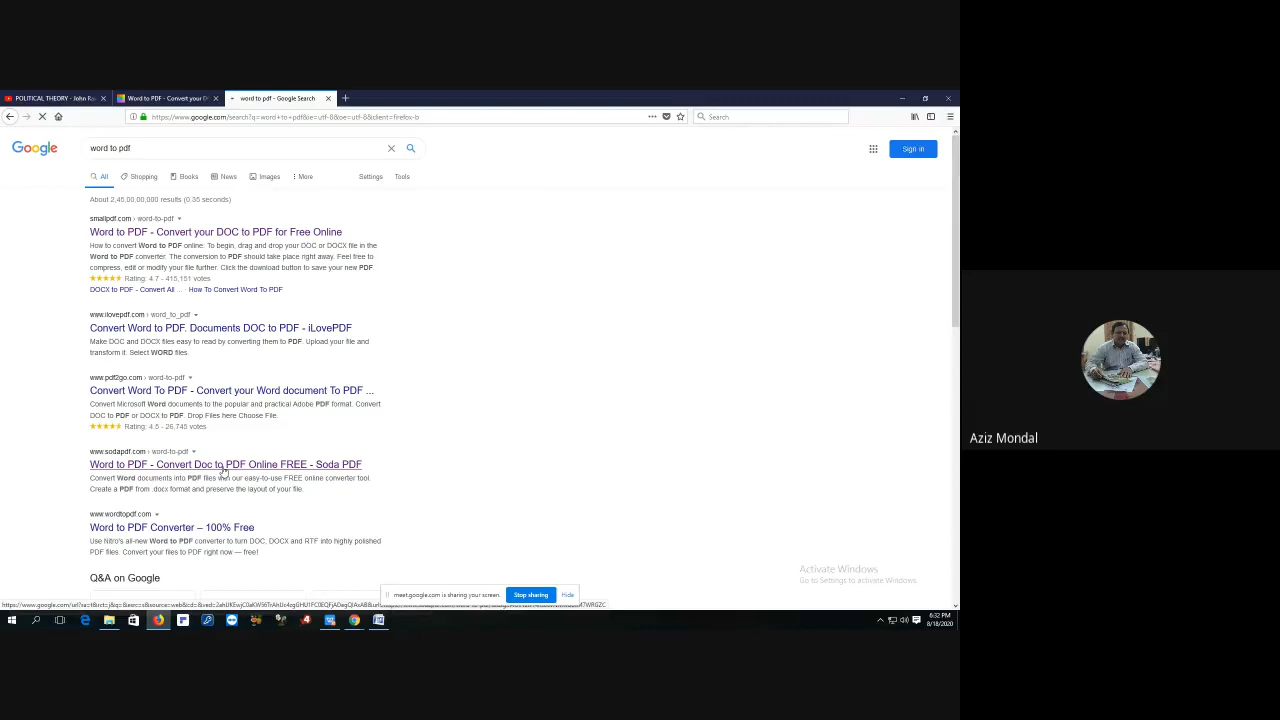 POLITICAL THEORY - John Ra
Word to PDF - Convert your D
word to pdf - Google Search
https://www.google.com/search?q=word+to+pdf&ie=utf-8&oe=utf-8&client=firefox-b
Search
Google
word to pdf
Sign in
All
Shopping
Books
News
Images
More
Settings
Tools
About 2,45,00,00,000 results (0.35 seconds)
smallpdf.com › word-to-pdf
Word to PDF - Convert your DOC to PDF for Free Online
How to convert Word to PDF online: To begin, drag and drop your DOC or DOCX file in the
Word to PDF converter. The conversion to PDF should take place right away. Feel free to
compress, edit or modify your file further. Click the download button to save your new PDF.
Rating: 4.7 - 415,151 votes
DOCX to PDF - Convert All ... · How To Convert Word To PDF
www.ilovepdf.com › word_to_pdf
Convert Word to PDF. Documents DOC to PDF - iLovePDF
Make DOC and DOCX files easy to read by converting them to PDF. Upload your file and
transform it. Select WORD files.
www.pdf2go.com › word-to-pdf
Convert Word To PDF - Convert your Word document To PDF ...
Convert Microsoft Word documents to the popular and practical Adobe PDF format. Convert
DOC to PDF or DOCX to PDF. Drop Files here Choose File.
Rating: 4.5 - 26,745 votes
www.sodapdf.com › word-to-pdf
Word to PDF - Convert Doc to PDF Online FREE - Soda PDF
Convert Word documents into PDF files with our easy-to-use FREE online converter tool.
Create a PDF from .docx format and preserve the layout of your file.
www.wordtopdf.com
Word to PDF Converter – 100% Free
Use Nitro's all-new Word to PDF converter to turn DOC, DOCX and RTF into highly polished
PDF files. Convert your files to PDF right now — free!
Q&A on Google
Activate Windows
Go to Settings to activate Windows.
meet.google.com is sharing your screen.
Stop sharing
Hide
6:32 PM
8/18/2020
Aziz Mondal